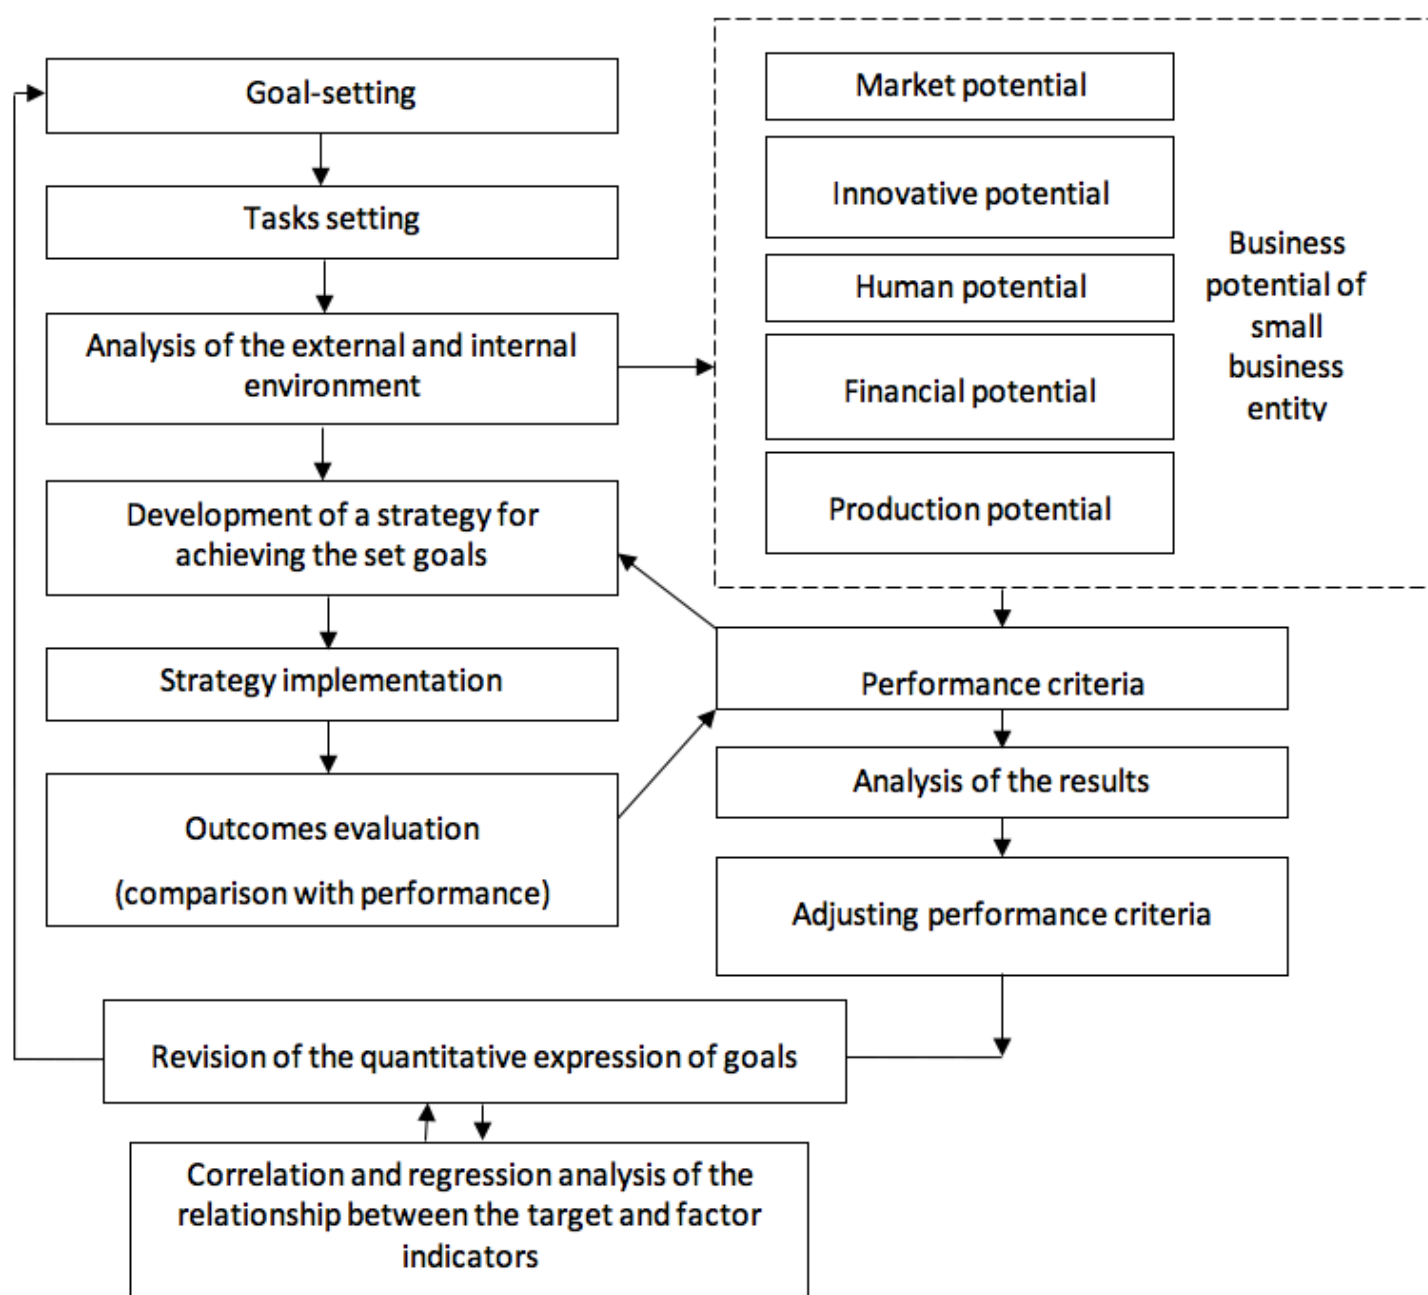 Goal-setting
Tasks setting
Analysis of the external and internal
environment
Development of a strategy for
achieving the set goals
Strategy implementation
Outcomes evaluation
(comparison with performance)
Market potential
Innovative potential
Human potential
Financial potential
Production potential
Business
potential of
small
business
entity
Performance criteria
Analysis of the results
Adjusting performance criteria
Revision of the quantitative expression of goals
Correlation and regression analysis of the
relationship between the target and factor
indicators